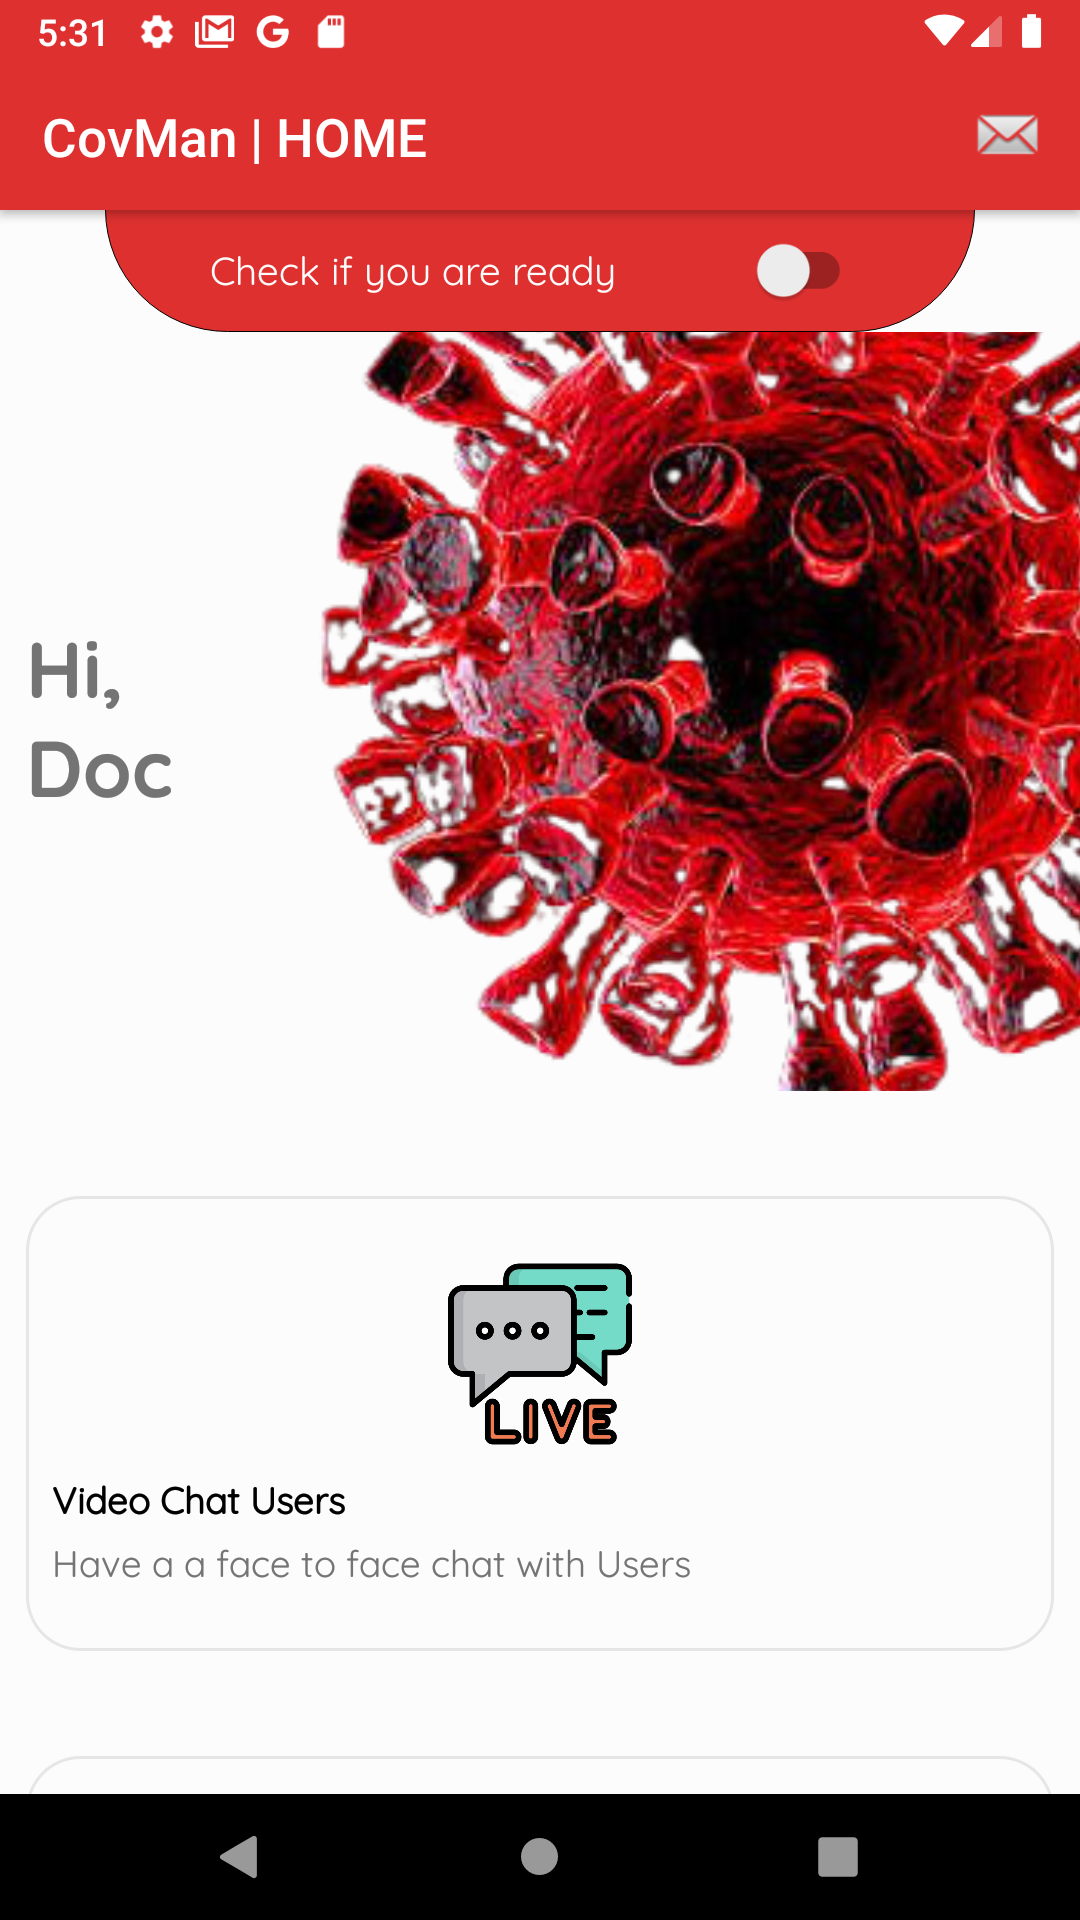 5:31
CovMan | HOME
Check if you are ready
Hi,
Doc
LIVE
Video Chat Users
Have a a face to face chat with Users